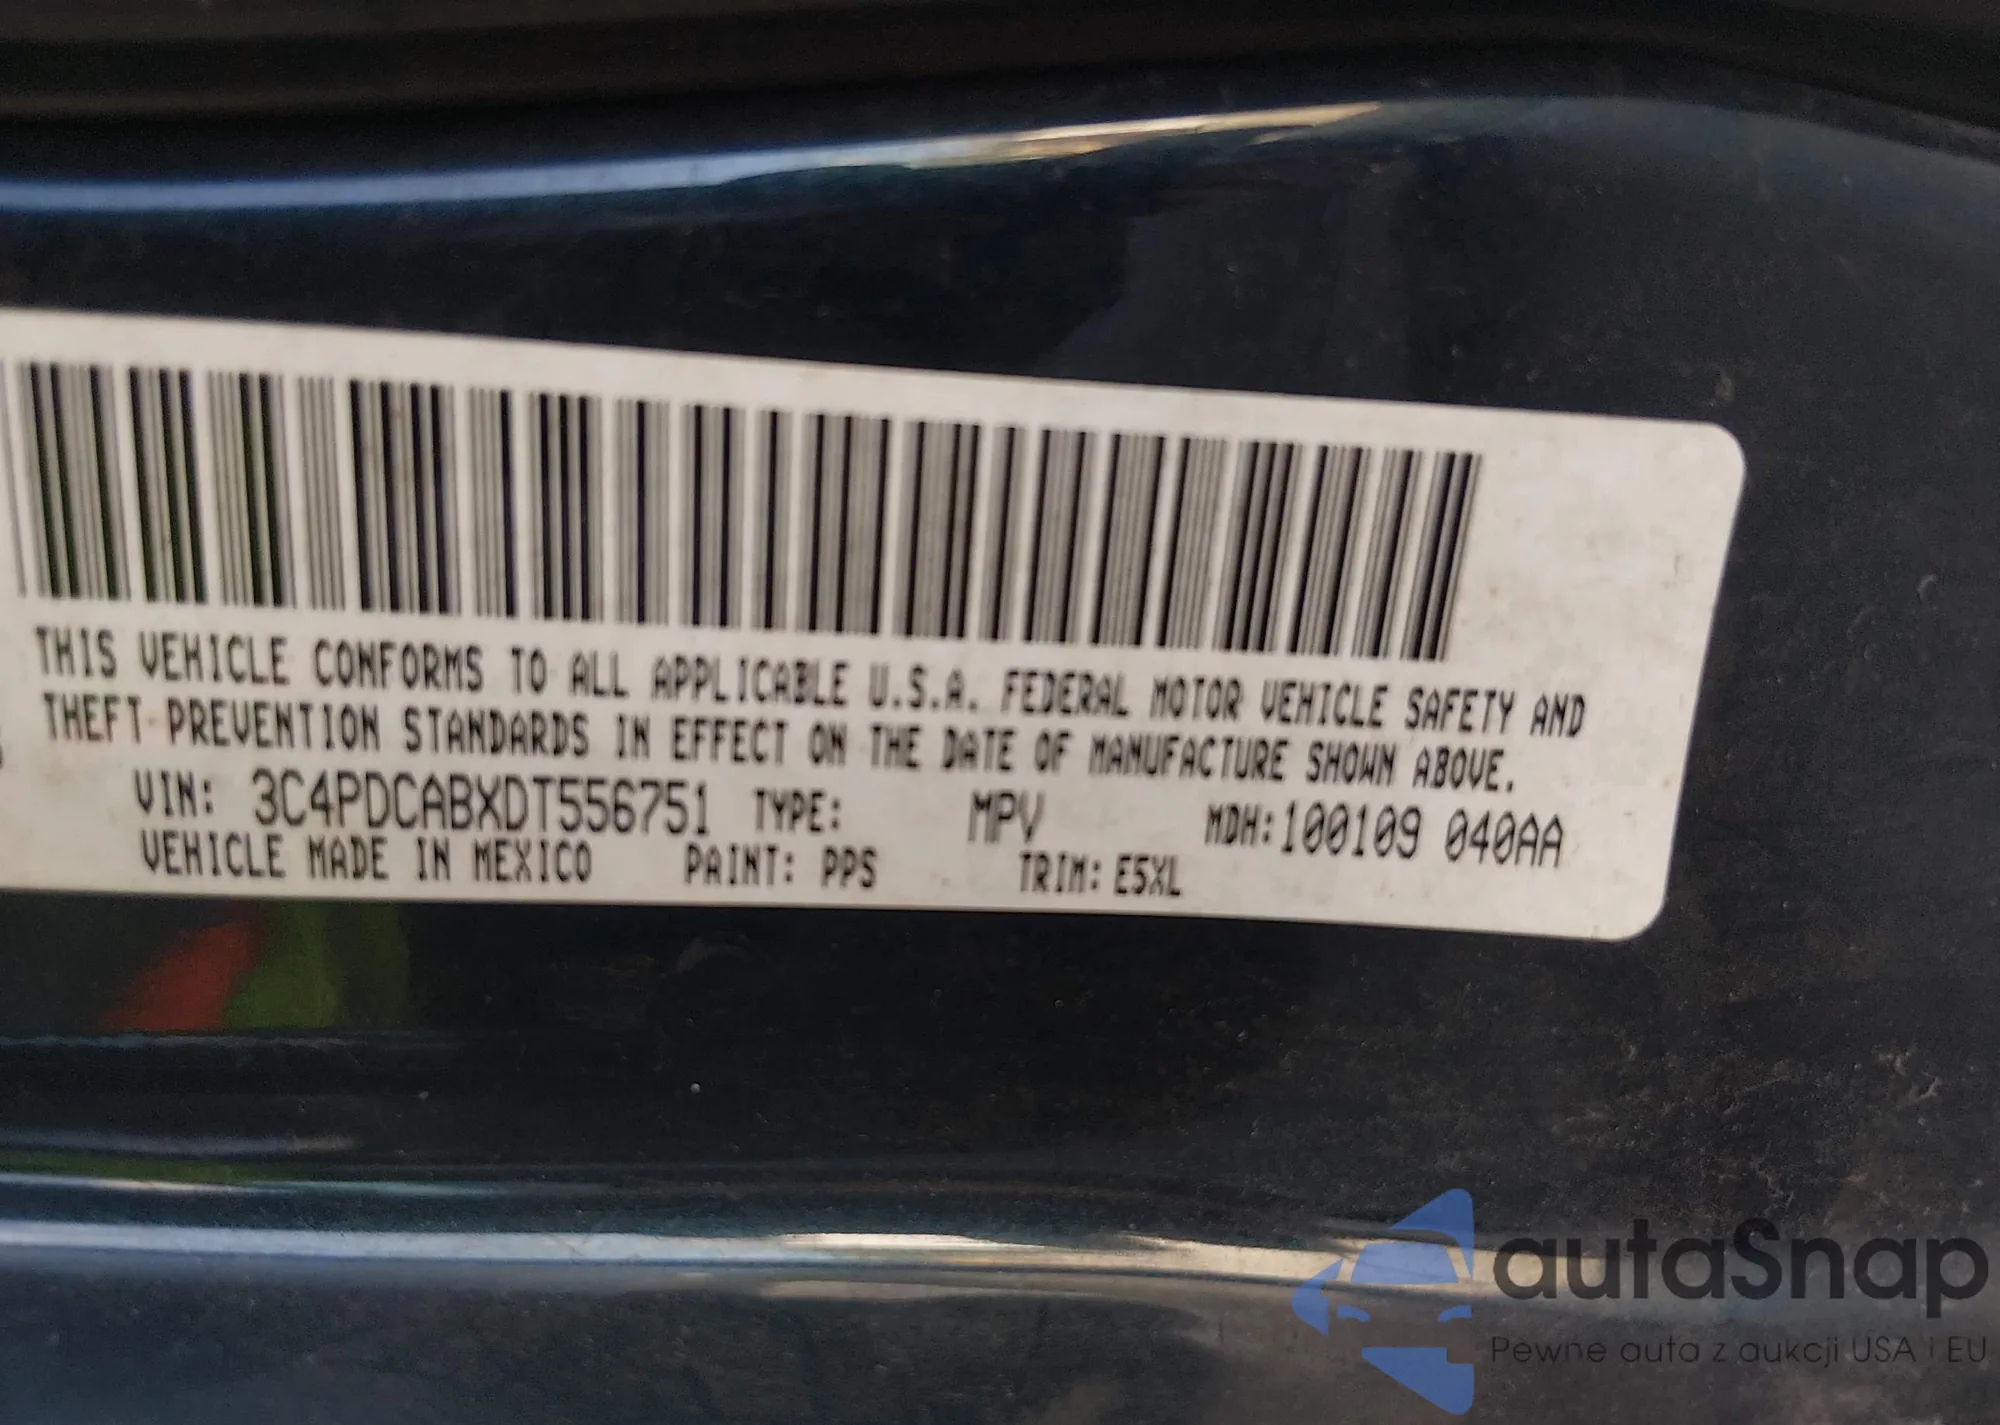 THIS VEHICLE CONFORMS TO ALL APPLICABLE U.S.A. FEDERAL MOTOR VEHICLE SAFETY AND
THEFT PREVENTION STANDARDS IN EFFECT ON THE DATE OF MANUFACTURE SHOWN ABOVE.
VIN: 3C4PDCABXDT556751 TYPE: MPV MDH:100109 040AA
VEHICLE MADE IN MEXICO PAINT: PPS TRIM: E5XL
autaSnap
Pewne auta z aukcji USA i EU